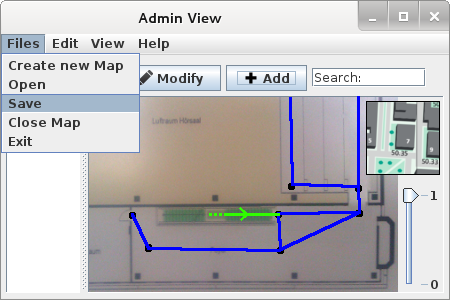 Admin View
Files Edit View Help
Create new Map
Open
Save
Close Map
Exit
Modify
Add
Search:
Luftraum Hörsaal
7
9
50.35
50.33
1
0